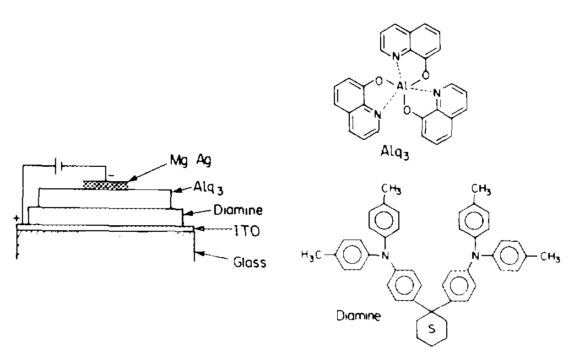 Mg Ag
Alq3
Diamine
ITO
Glass
+
−
N
O
Al
O
N
O
N
Alq3
CH3
CH3
H3C
N
N
CH3
S
Diamine